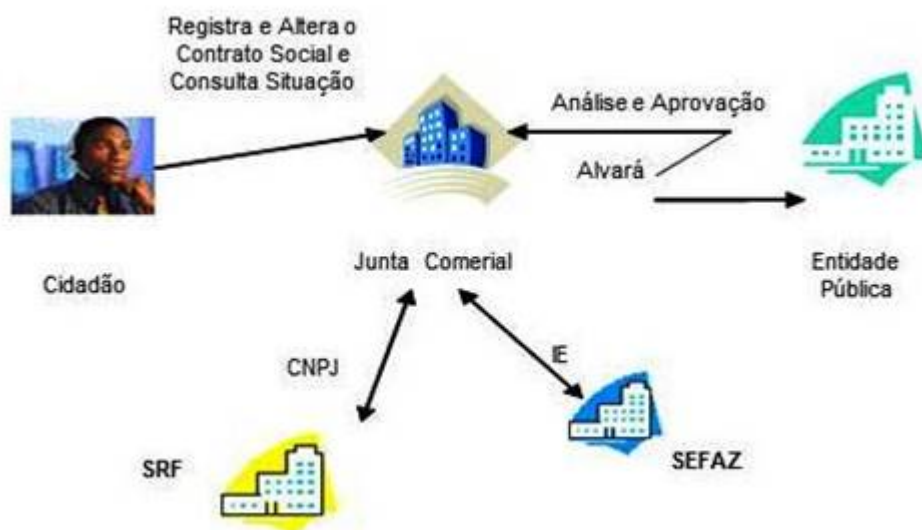 Registra e Altera o
Contrato Social e
Consulta Situação
Análise e Aprovação
Alvará
Cidadão
Junta Comerial
Entidade
Pública
CNPJ
IE
SRF
SEFAZ